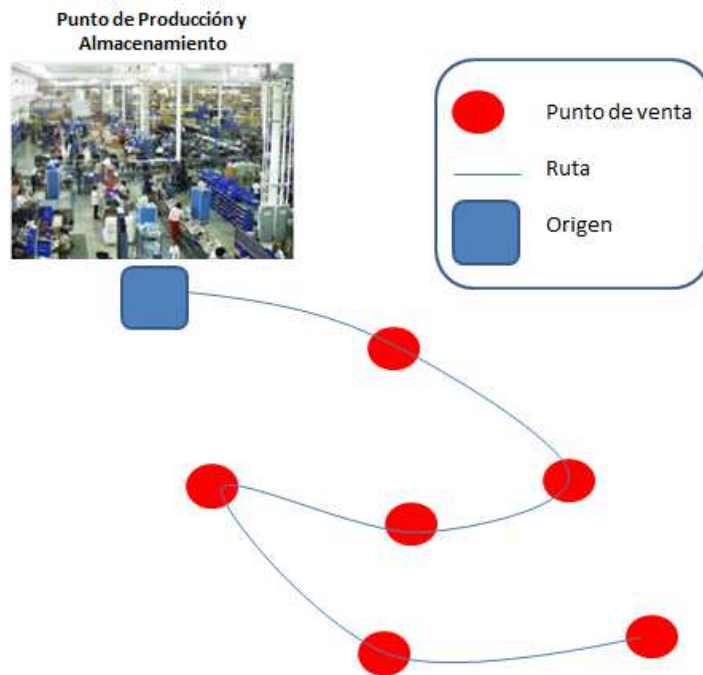 Punto de Producción y
Almacenamiento
Punto de venta
Ruta
Origen